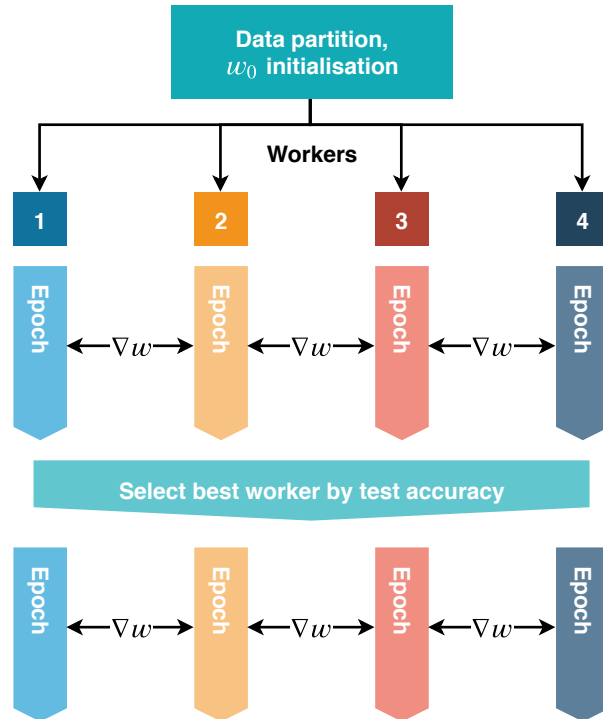 Data partition,
w₀ initialisation
Workers
1 2 3 4
Epoch Epoch Epoch Epoch
∇w ∇w ∇w
Select best worker by test accuracy
Epoch Epoch Epoch Epoch
∇w ∇w ∇w